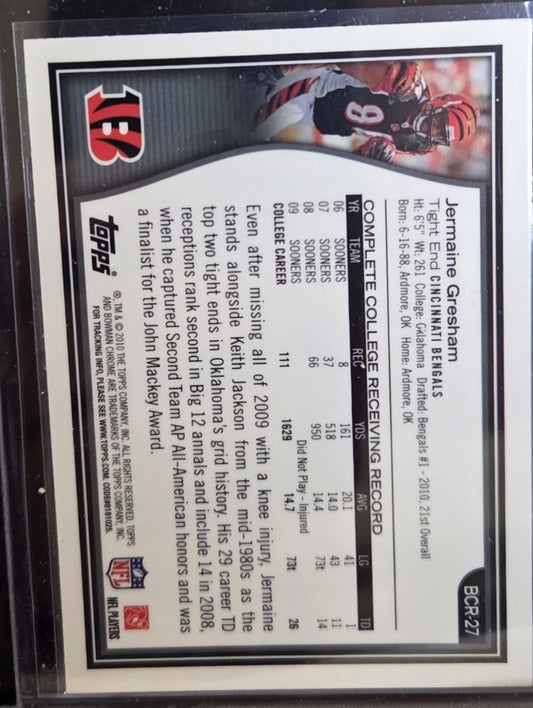 BCR-27
Jermaine Gresham
Tight End CINCINNATI BENGALS
Ht: 6'5" Wt: 261 College: Oklahoma Drafted: Bengals #1 - 2010, 21st Overall
Born: 6-16-88, Ardmore, OK Home: Ardmore, OK
COMPLETE COLLEGE RECEIVING RECORD
YR TEAM REC YDS AVG LG TD
06 SOONERS 8 161 20.1 41 1
07 SOONERS 37 518 14.0 43 11
08 SOONERS 66 950 14.4 73t 14
09 SOONERS Did Not Play - Injured
COLLEGE CAREER 111 1629 14.7 73t 26
Even after missing all of 2009 with a knee injury, Jermaine
stands alongside Keith Jackson from the mid-1980s as the
top two tight ends in Oklahoma's grid history. His 29 career TD
receptions rank second in Big 12 annals and include 14 in 2008,
when he captured Second Team AP All-American honors and was
a finalist for the John Mackey Award.
B
8
topps
®, TM & © 2010 THE TOPPS COMPANY, INC. ALL RIGHTS RESERVED. TOPPS
AND BOWMAN CHROME ARE TRADEMARKS OF THE TOPPS COMPANY, INC.
FOR TRACKING INFO, PLEASE SEE WWW.TOPPS.COM. CODE#8181025.
NFL
NFL PLAYERS